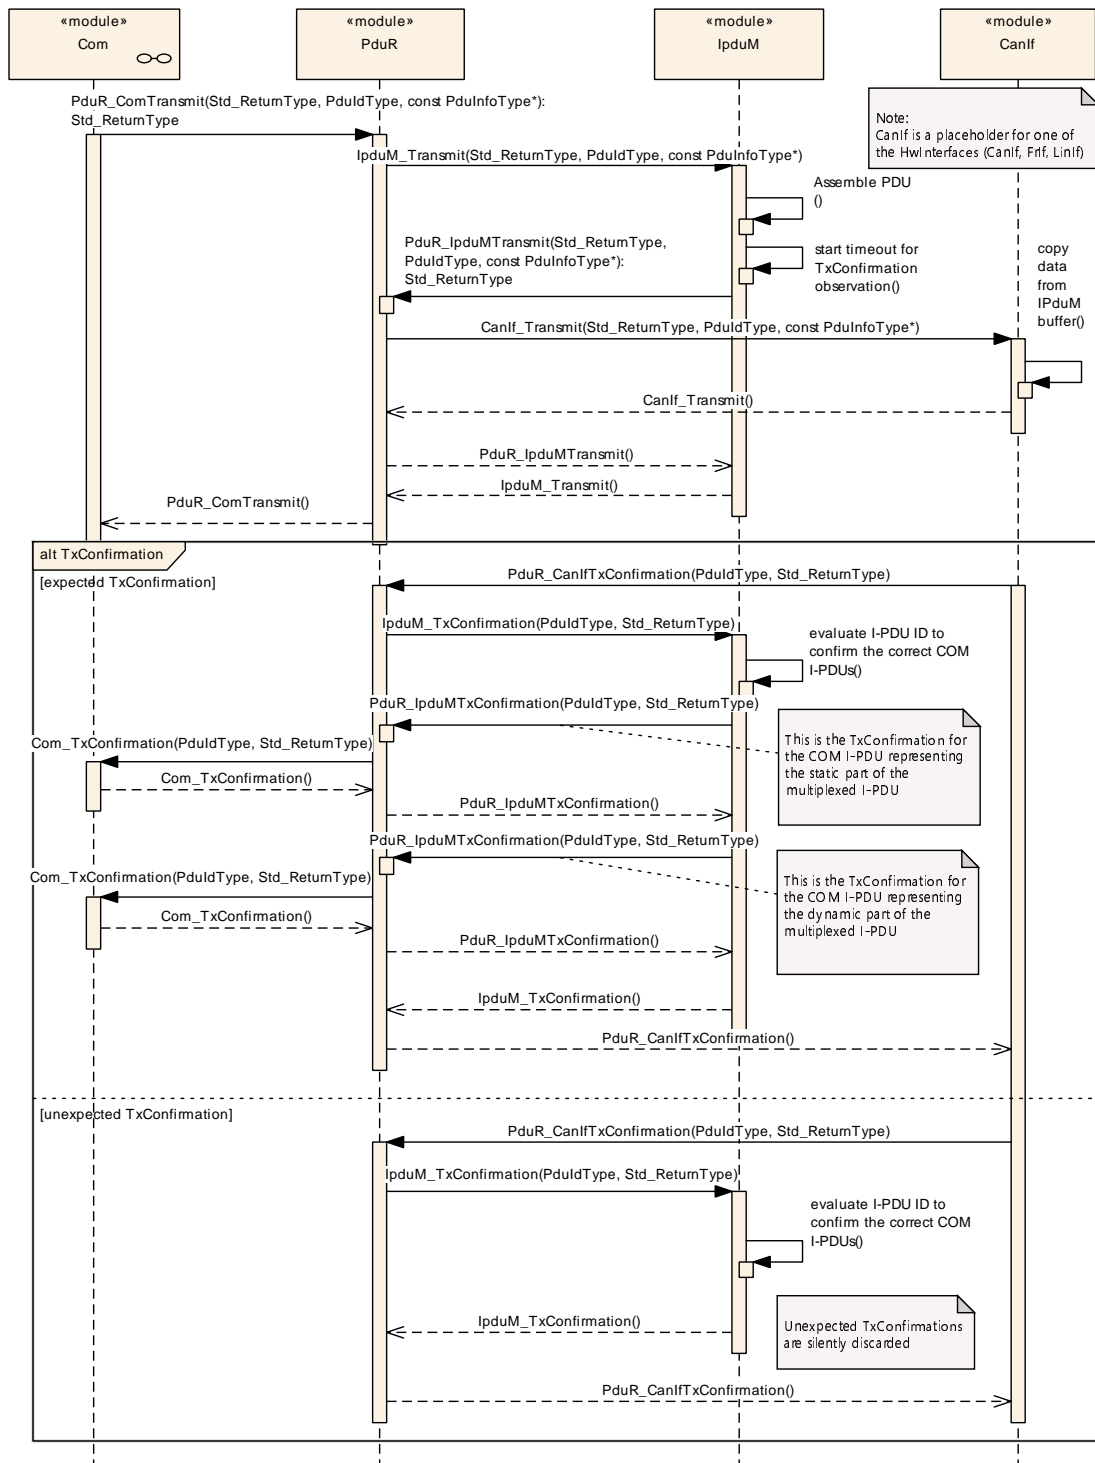 «module»
Com
«module»
PduR
«module»
IpduM
«module»
CanIf
PduR_ComTransmit(Std_ReturnType, PduIdType, const PduInfoType*):
Std_ReturnType
Note:
CanIf is a placeholder for one of
the HwInterfaces (CanIf, FrIf, LinIf)
IpduM_Transmit(Std_ReturnType, PduIdType, const PduInfoType*)
Assemble PDU
()
PduR_IpduMTransmit(Std_ReturnType,
PduIdType, const PduInfoType*):
Std_ReturnType
start timeout for
TxConfirmation
observation()
copy
data
from
IPduM
buffer()
CanIf_Transmit(Std_ReturnType, PduIdType, const PduInfoType*)
CanIf_Transmit()
PduR_IpduMTransmit()
IpduM_Transmit()
PduR_ComTransmit()
alt TxConfirmation
[expected TxConfirmation]
PduR_CanIfTxConfirmation(PduIdType, Std_ReturnType)
IpduM_TxConfirmation(PduIdType, Std_ReturnType)
evaluate I-PDU ID to
confirm the correct COM
I-PDUs()
PduR_IpduMTxConfirmation(PduIdType, Std_ReturnType)
This is the TxConfirmation for
the COM I-PDU representing
the static part of the
multiplexed I-PDU
Com_TxConfirmation(PduIdType, Std_ReturnType)
Com_TxConfirmation()
PduR_IpduMTxConfirmation()
PduR_IpduMTxConfirmation(PduIdType, Std_ReturnType)
This is the TxConfirmation for
the COM I-PDU representing
the dynamic part of the
multiplexed I-PDU
Com_TxConfirmation(PduIdType, Std_ReturnType)
Com_TxConfirmation()
PduR_IpduMTxConfirmation()
IpduM_TxConfirmation()
PduR_CanIfTxConfirmation()
[unexpected TxConfirmation]
PduR_CanIfTxConfirmation(PduIdType, Std_ReturnType)
IpduM_TxConfirmation(PduIdType, Std_ReturnType)
evaluate I-PDU ID to
confirm the correct COM
I-PDUs()
IpduM_TxConfirmation()
Unexpected TxConfirmations
are silently discarded
PduR_CanIfTxConfirmation()